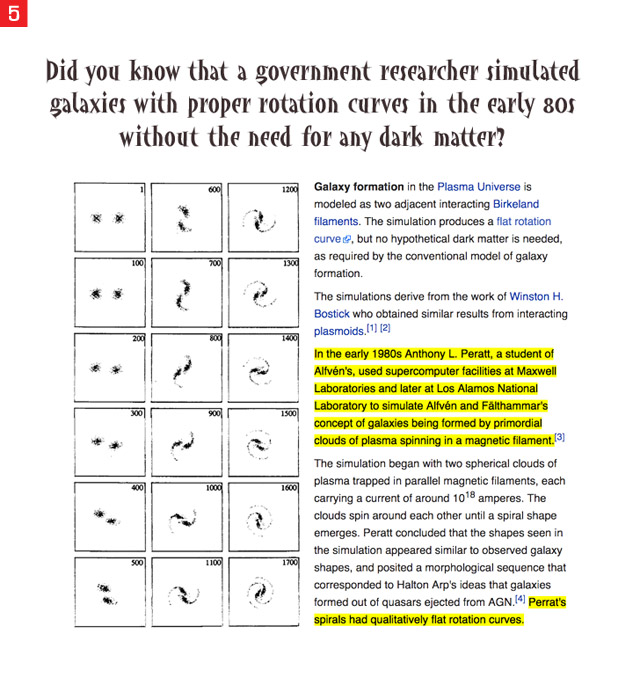 5
Did you know that a government researcher simulated
galaxies with proper rotation curves in the early 80s
without the need for any dark matter?
1
600
1200
100
700
1300
200
800
1400
300
900
1500
400
1000
1600
500
1100
1700
Galaxy formation in the Plasma Universe is
modeled as two adjacent interacting Birkeland
filaments. The simulation produces a flat rotation
curve, but no hypothetical dark matter is needed,
as required by the conventional model of galaxy
formation.
The simulations derive from the work of Winston H.
Bostick who obtained similar results from interacting
plasmoids.[1] [2]
In the early 1980s Anthony L. Peratt, a student of
Alfvén's, used supercomputer facilities at Maxwell
Laboratories and later at Los Alamos National
Laboratory to simulate Alfvén and Fälthammar's
concept of galaxies being formed by primordial
clouds of plasma spinning in a magnetic filament.[3]
The simulation began with two spherical clouds of
plasma trapped in parallel magnetic filaments, each
carrying a current of around 10¹⁸ amperes. The
clouds spin around each other until a spiral shape
emerges. Peratt concluded that the shapes seen in
the simulation appeared similar to observed galaxy
shapes, and posited a morphological sequence that
corresponded to Halton Arp's ideas that galaxies
formed out of quasars ejected from AGN.[4] Perrat's
spirals had qualitatively flat rotation curves.